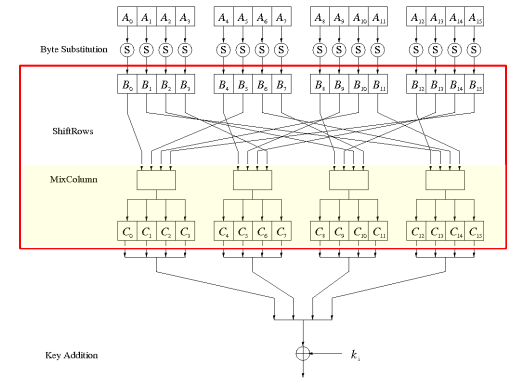 A₀ A₁ A₂ A₃ A₄ A₅ A₆ A₇ A₈ A₉ A₁₀ A₁₁ A₁₂ A₁₃ A₁₄ A₁₅
Byte Substitution S S S S S S S S S S S S S S S S
B₀ B₁ B₂ B₃ B₄ B₅ B₆ B₇ B₈ B₉ B₁₀ B₁₁ B₁₂ B₁₃ B₁₄ B₁₅
ShiftRows
MixColumn
C₀ C₁ C₂ C₃ C₄ C₅ C₆ C₇ C₈ C₉ C₁₀ C₁₁ C₁₂ C₁₃ C₁₄ C₁₅
Key Addition kᵢ